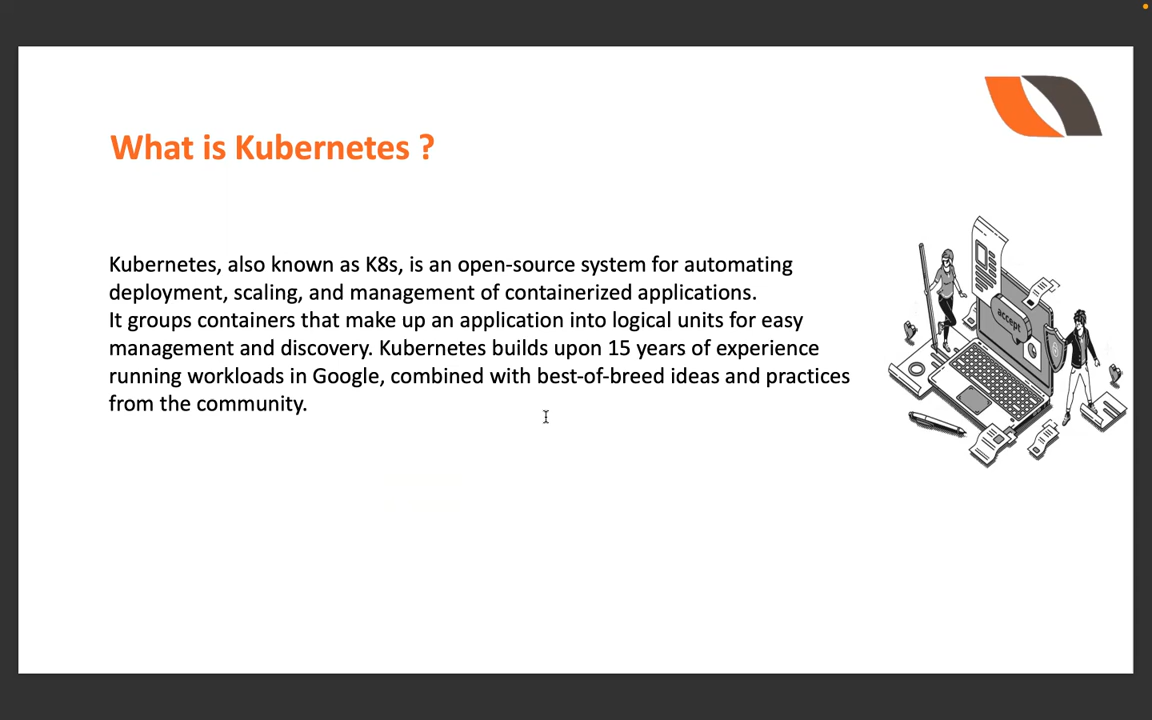 What is Kubernetes ?
Kubernetes, also known as K8s, is an open-source system for automating
deployment, scaling, and management of containerized applications.
It groups containers that make up an application into logical units for easy
management and discovery. Kubernetes builds upon 15 years of experience
running workloads in Google, combined with best-of-breed ideas and practices
from the community.
accept